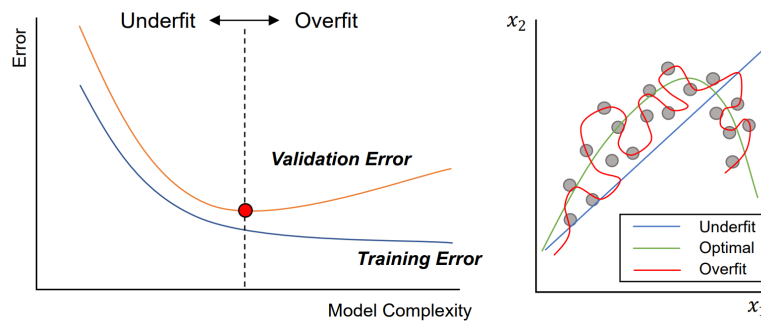 Underfit Overfit
Error
Validation Error
Training Error
Model Complexity
x₂
Underfit
Optimal
Overfit